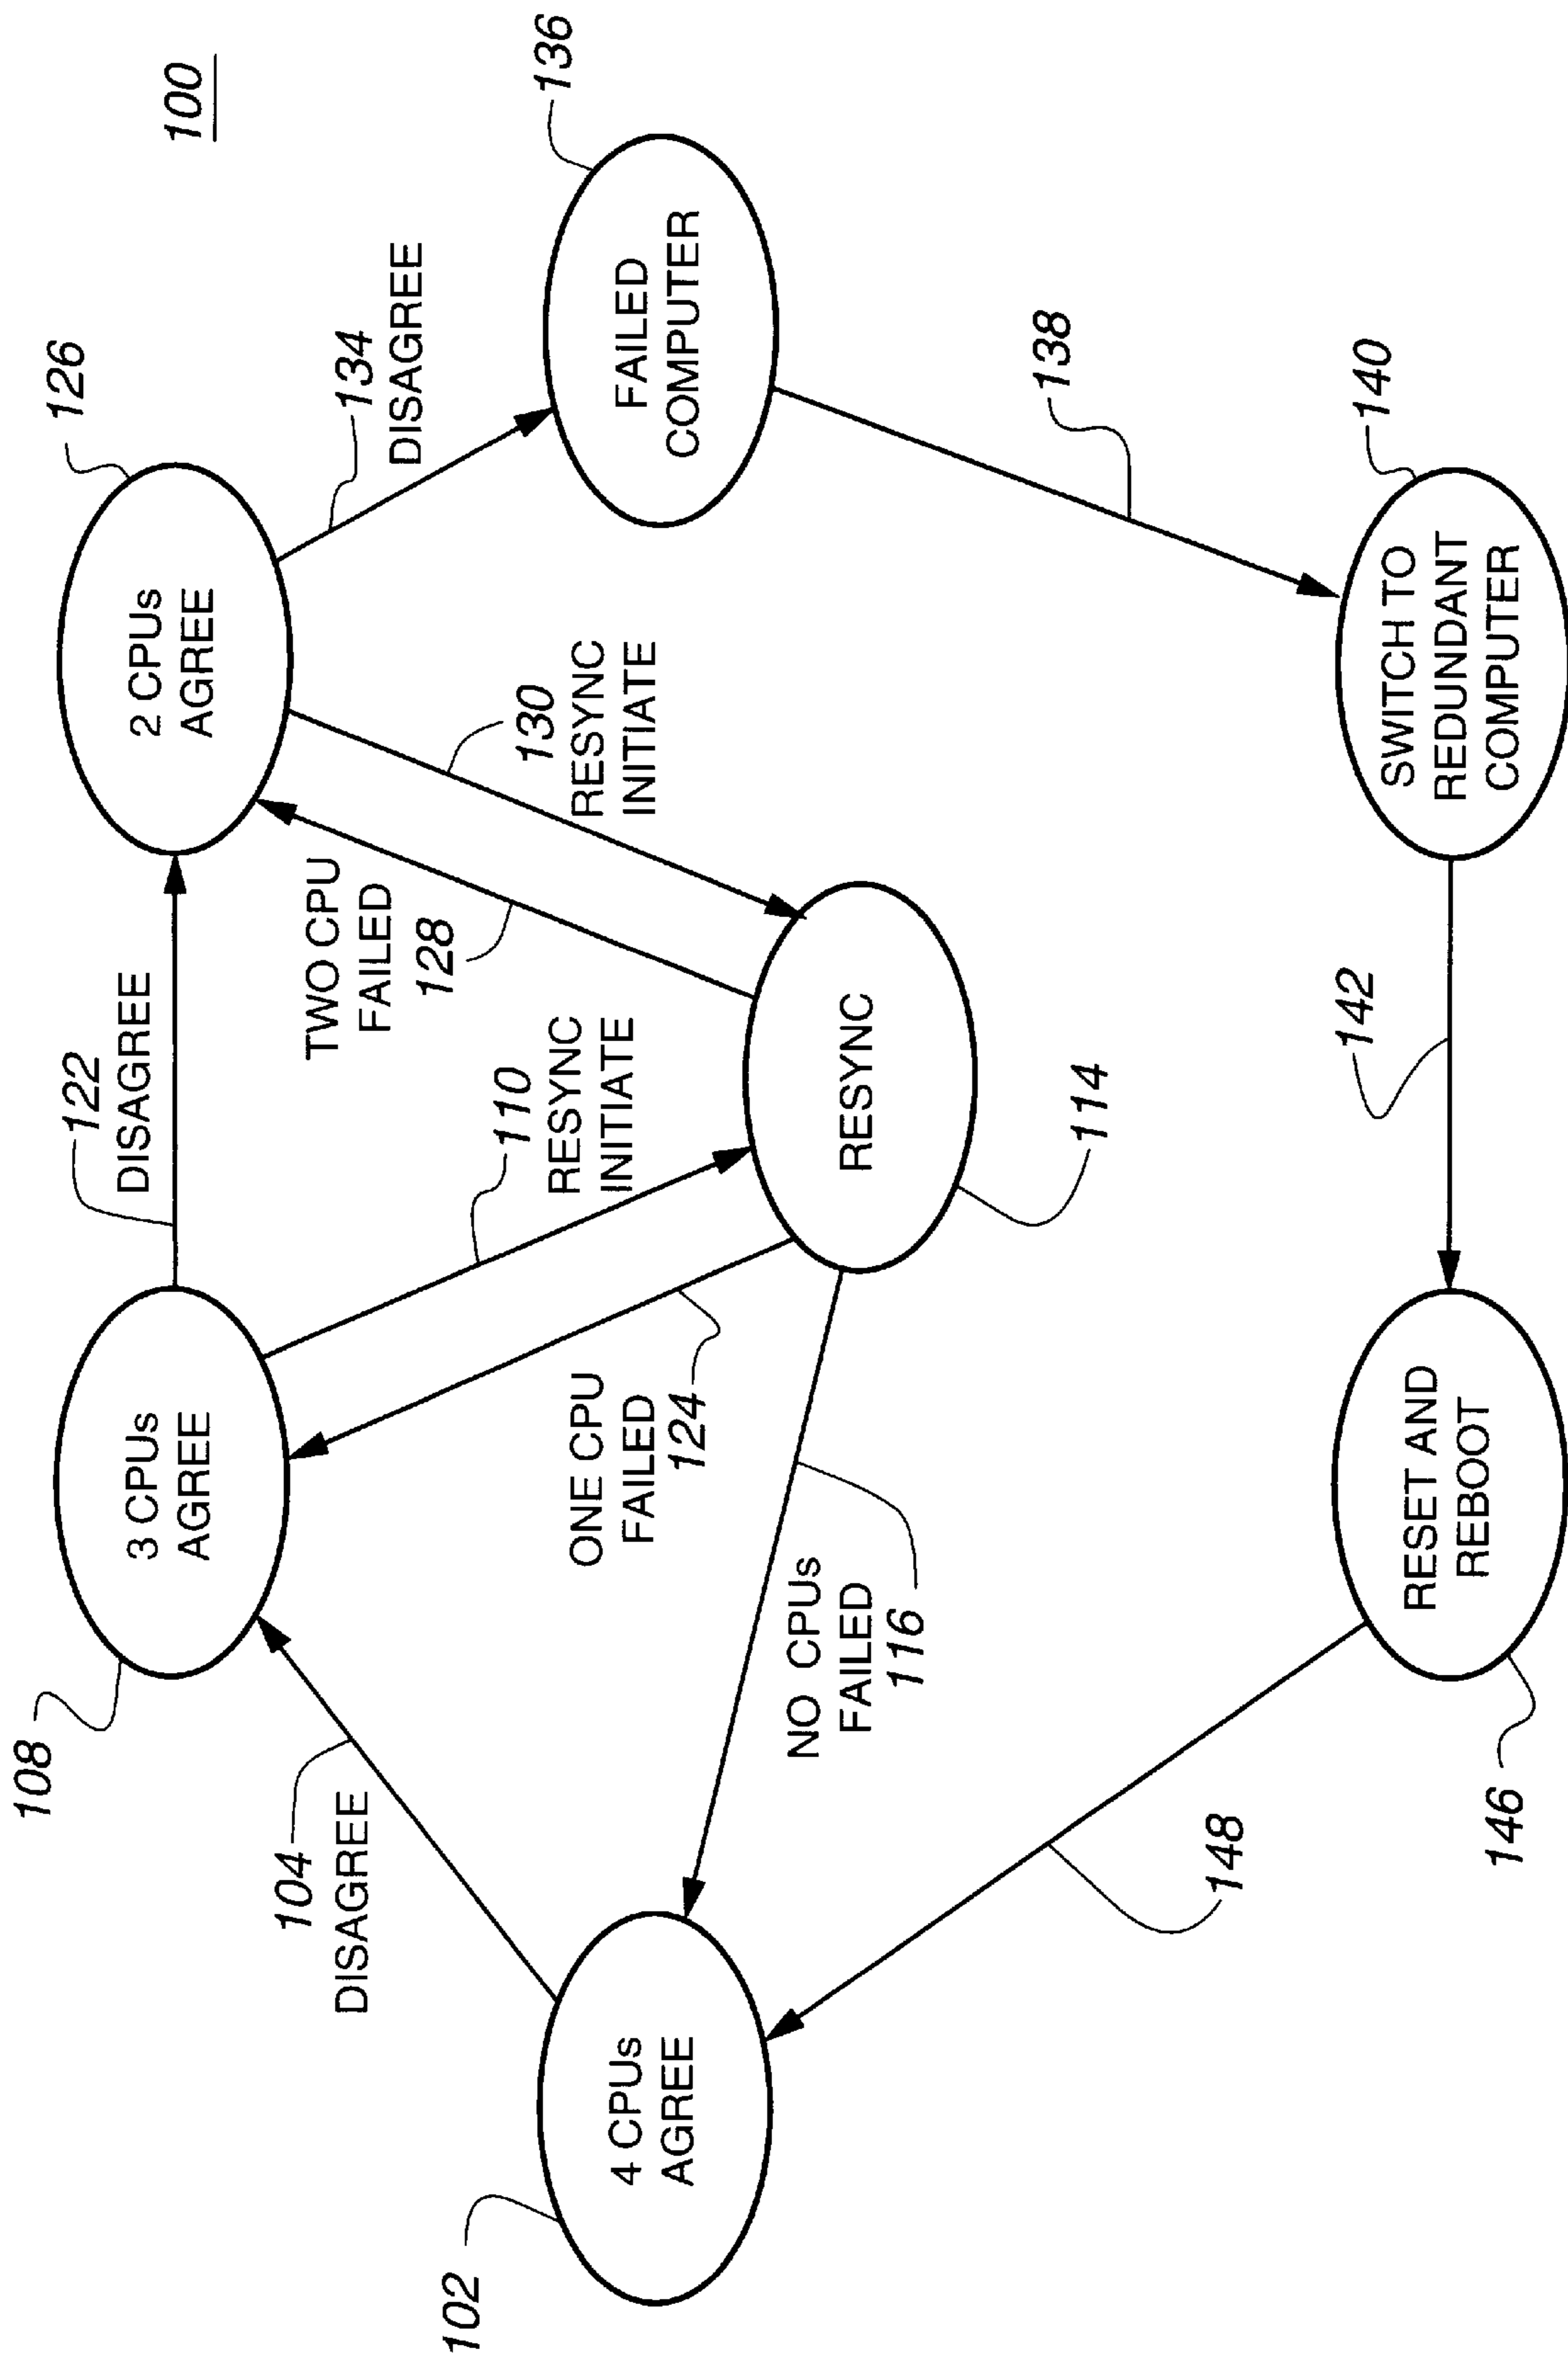 100
108
3 CPUs
AGREE
122
DISAGREE
126
2 CPUs
AGREE
104
DISAGREE
ONE CPU
FAILED
124
110
RESYNC
INITIATE
TWO CPU
FAILED
128
130
RESYNC
INITIATE
134
DISAGREE
136
102
4 CPUs
AGREE
FAILED
COMPUTER
NO CPUs
FAILED
116
RESYNC
114
138
148
142
140
146
RESET AND
REBOOT
SWITCH TO
REDUNDANT
COMPUTER